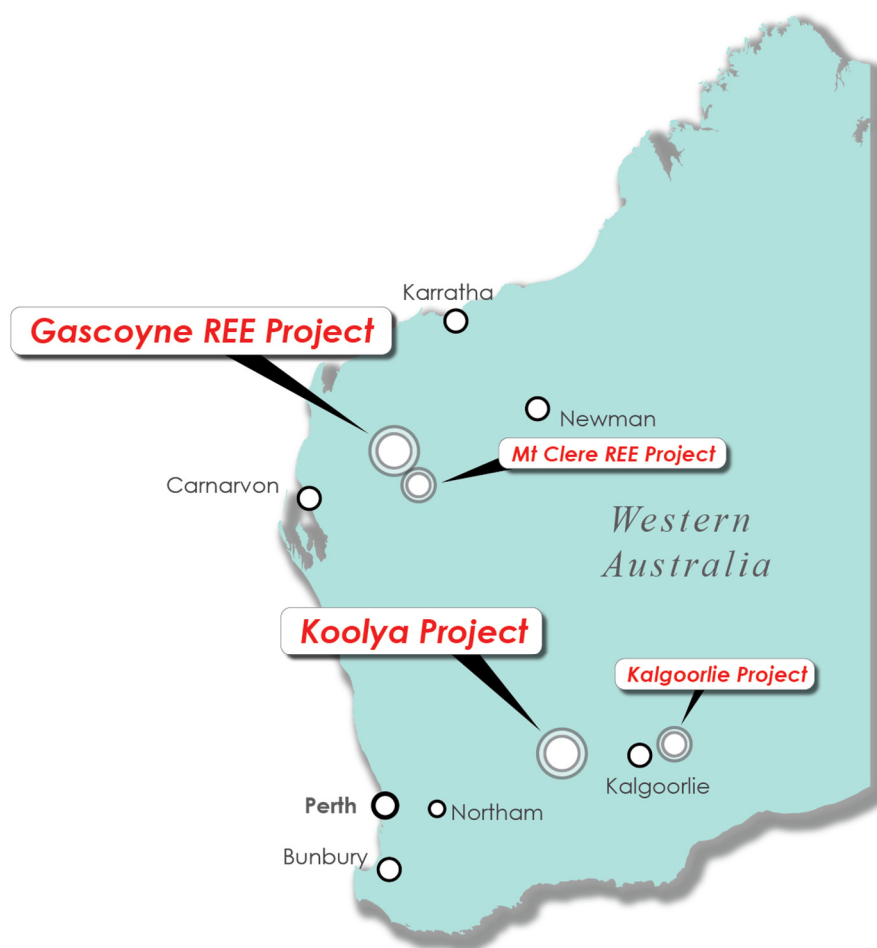 Karratha
Gascoyne REE Project
Newman
Mt Clere REE Project
Carnarvon
Western
Australia
Koolya Project
Kalgoorlie Project
Kalgoorlie
Perth
Northam
Bunbury